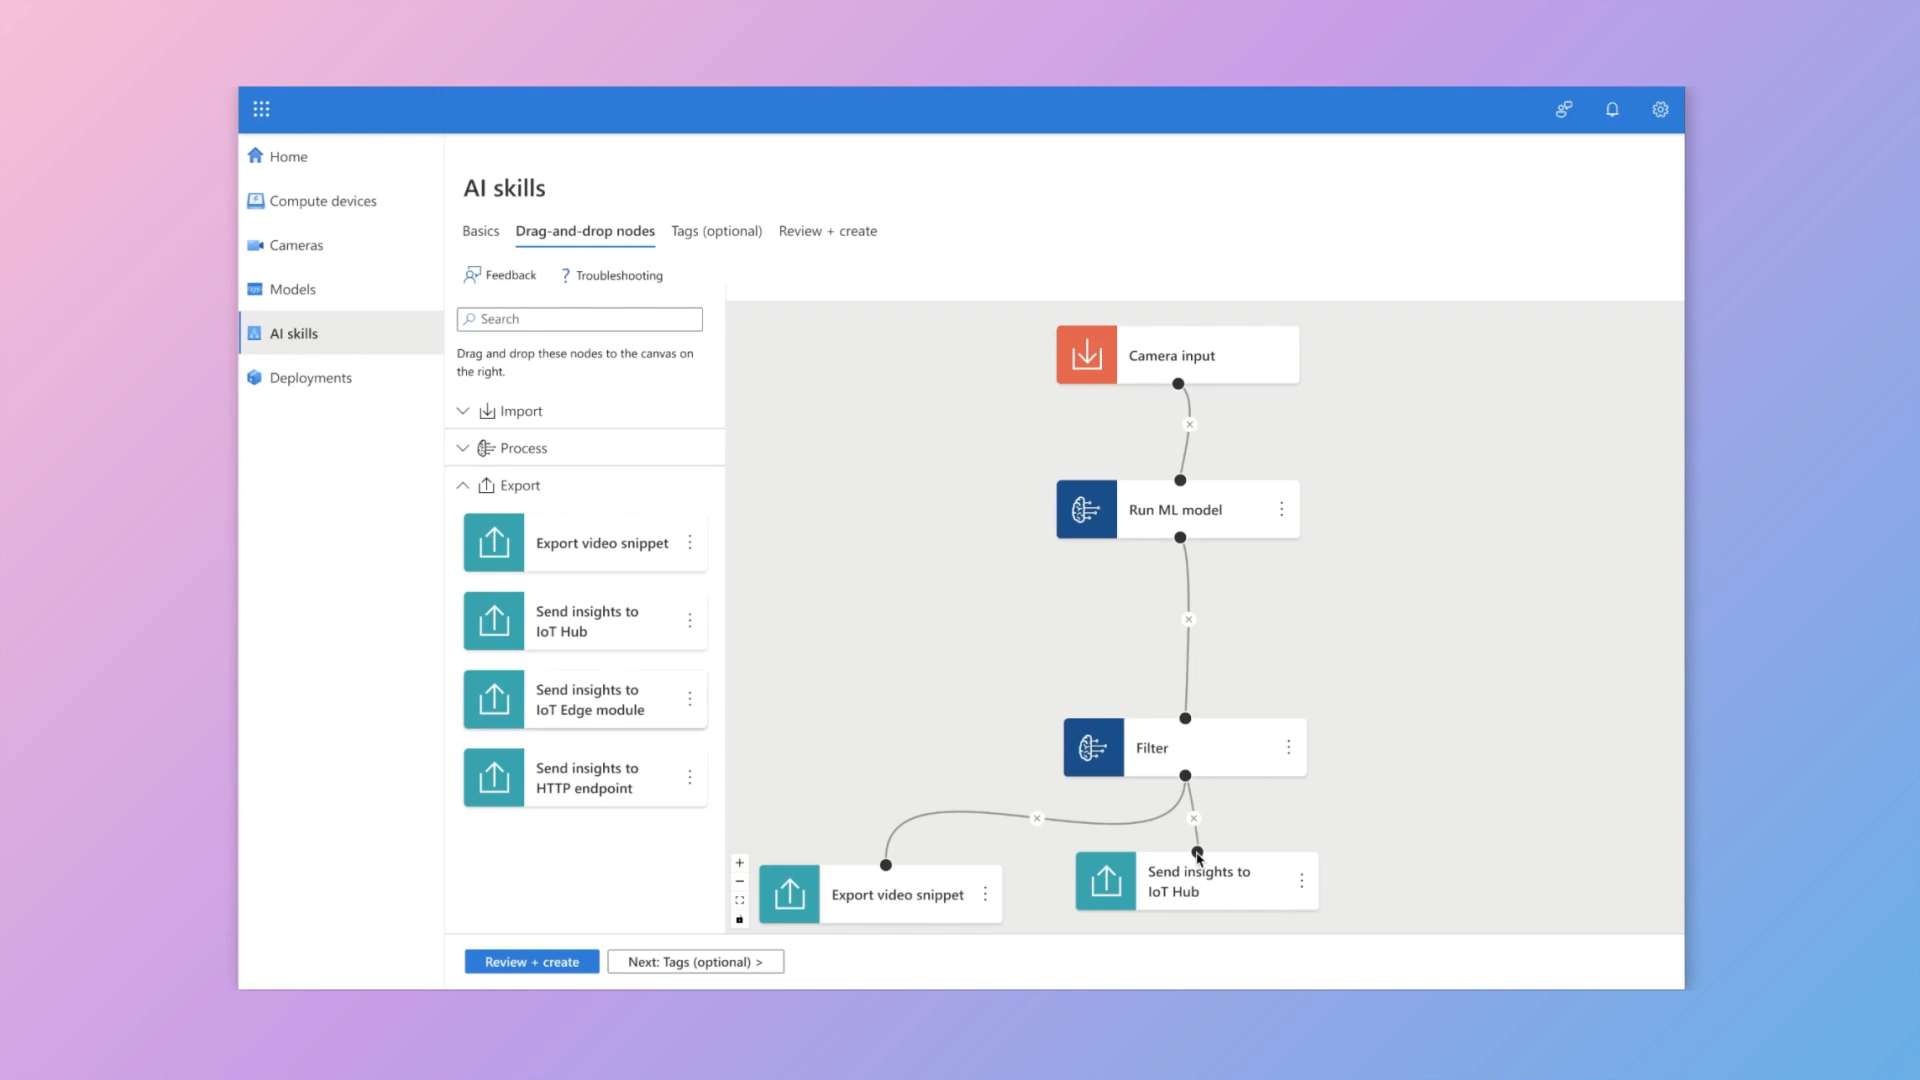 Home
Compute devices
Cameras
Models
AI skills
Deployments
AI skills
Basics
Drag-and-drop nodes
Tags (optional)
Review + create
Feedback
? Troubleshooting
Search
Drag and drop these nodes to the canvas on
the right.
Import
Process
Export
Export video snippet
Send insights to
IoT Hub
Send insights to
IoT Edge module
Send insights to
HTTP endpoint
Camera input
Run ML model
Filter
Export video snippet
Send insights to
IoT Hub
Review + create
Next: Tags (optional) >